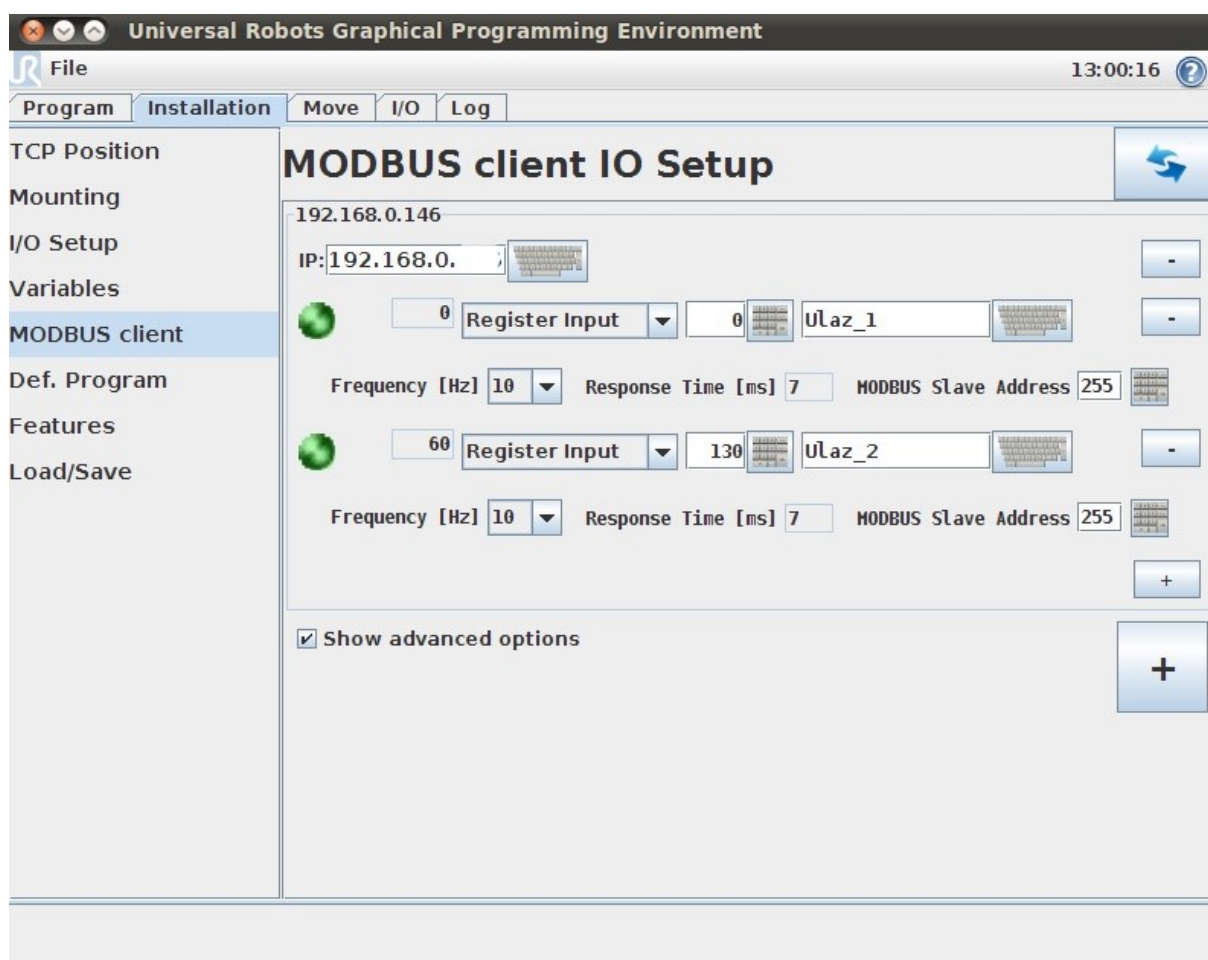 Universal Robots Graphical Programming Environment
File 13:00:16 ?
Program Installation Move I/O Log
TCP Position
Mounting
I/O Setup
Variables
MODBUS client
Def. Program
Features
Load/Save
MODBUS client IO Setup
192.168.0.146
IP: 192.168.0.
-
0 Register Input 0 Ulaz_1 -
Frequency [Hz] 10 Response Time [ms] 7 MODBUS Slave Address 255
60 Register Input 130 Ulaz_2 -
Frequency [Hz] 10 Response Time [ms] 7 MODBUS Slave Address 255
+
Show advanced options
+